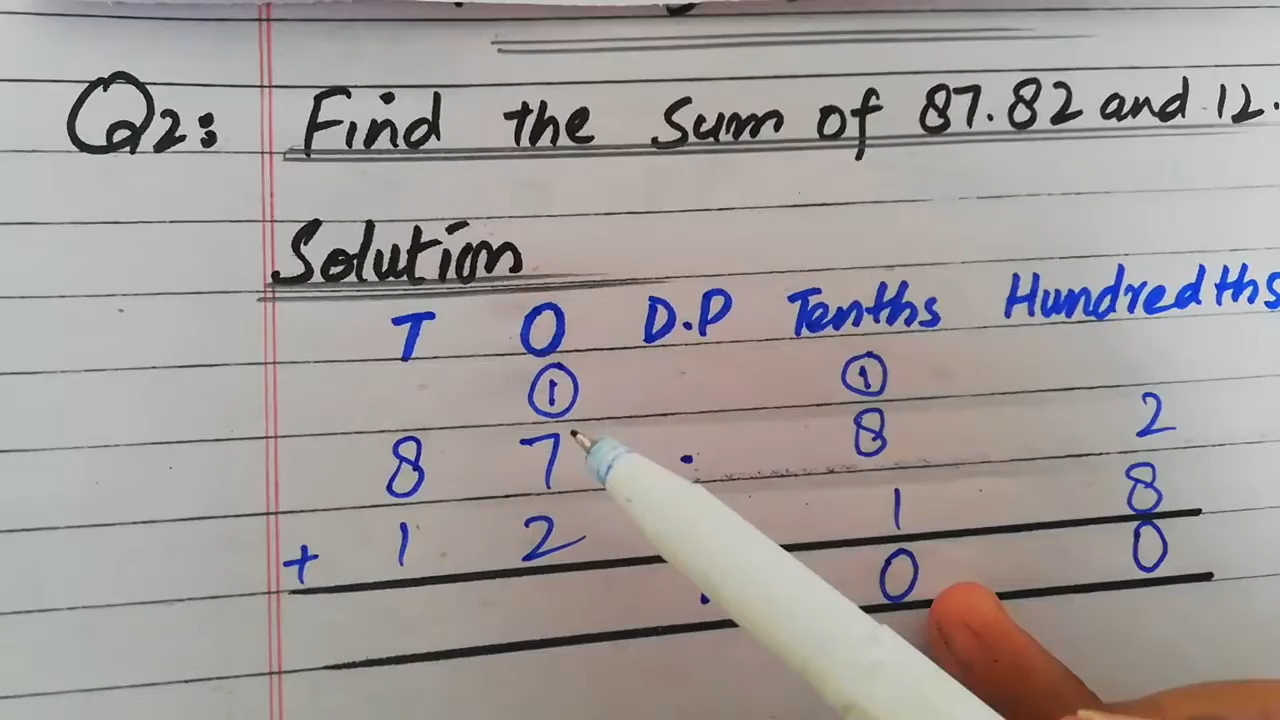 Q2: Find the Sum of 87.82 and 12.
Solution
T O D.P Tenths Hundredths
① ①
8 7 . 8 2
+ 1 2 1 8
. 0 0